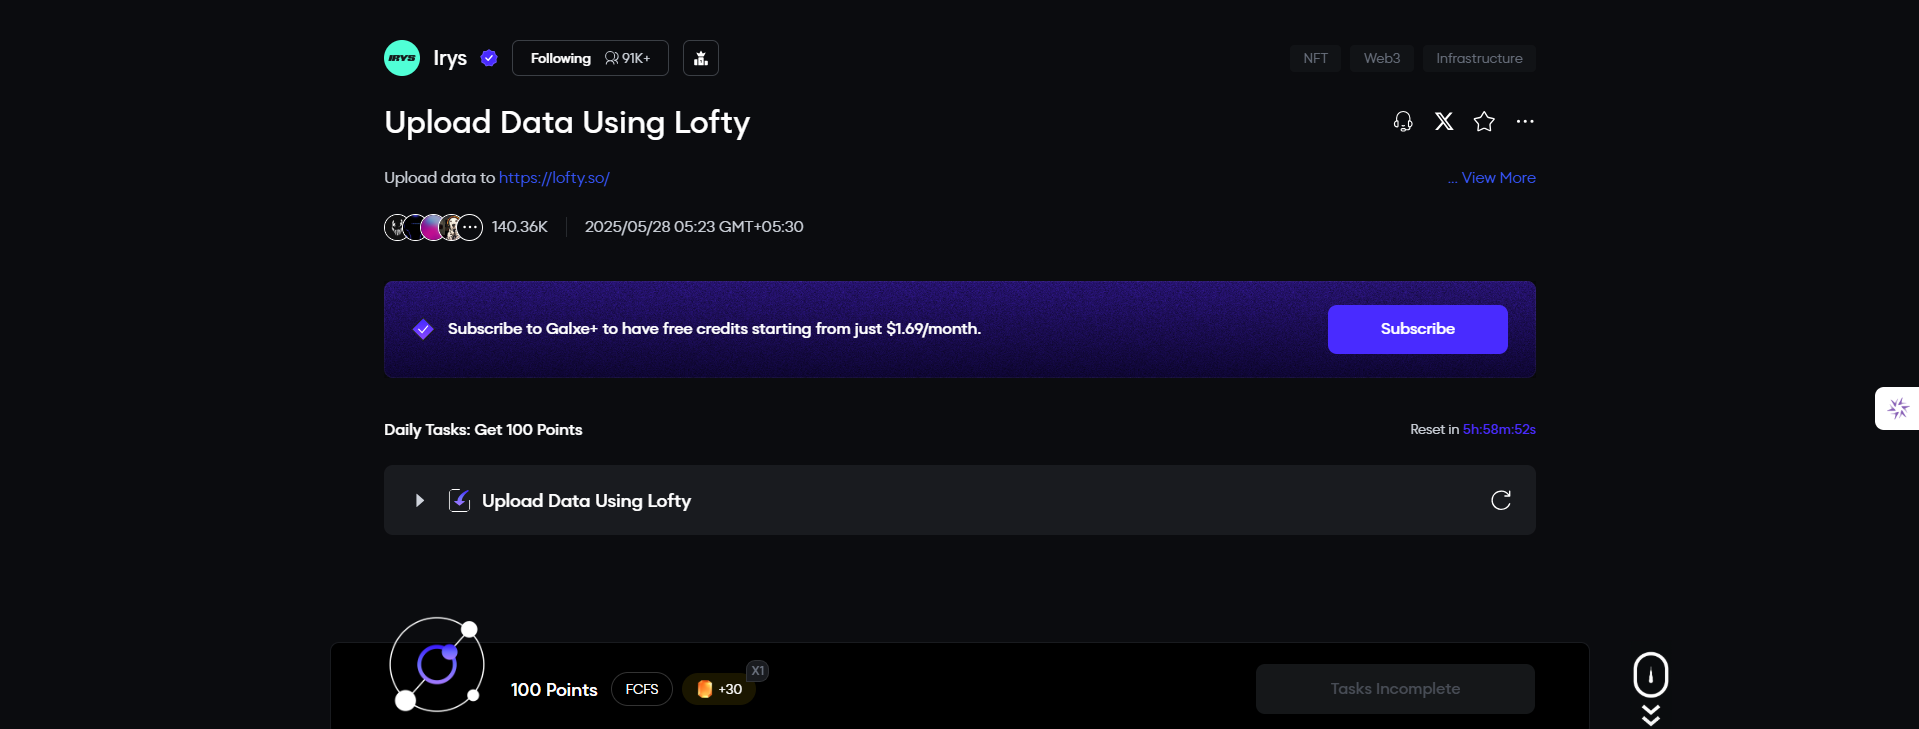 IRYS Irys Following 91K+ NFT Web3 Infrastructure
Upload Data Using Lofty
Upload data to https://lofty.so/ ... View More
140.36K 2025/05/28 05:23 GMT+05:30
Subscribe to Galxe+ to have free credits starting from just $1.69/month. Subscribe
Daily Tasks: Get 100 Points Reset in 5h:58m:52s
Upload Data Using Lofty
X1
100 Points FCFS +30 Tasks Incomplete